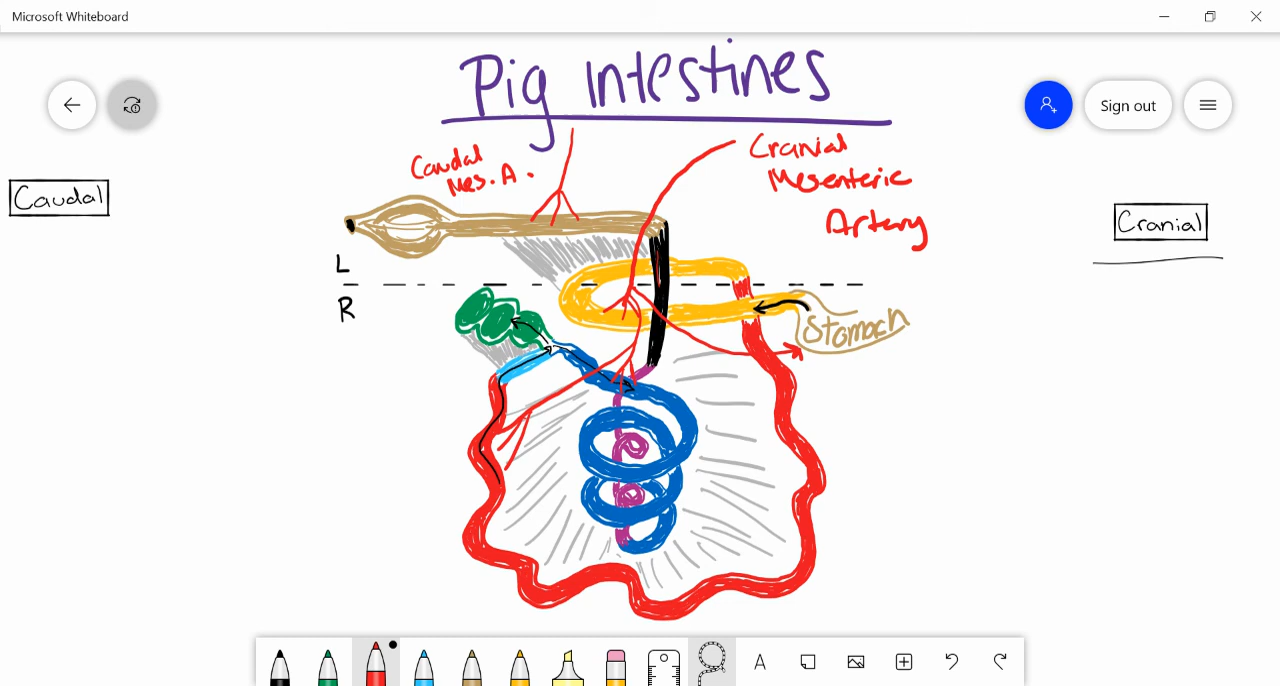 Microsoft Whiteboard
Pig Intestines
Sign out
Caudal
Mes. A.
Cranial
Mesenteric
Artery
Caudal
Cranial
L
R
Stomach
A